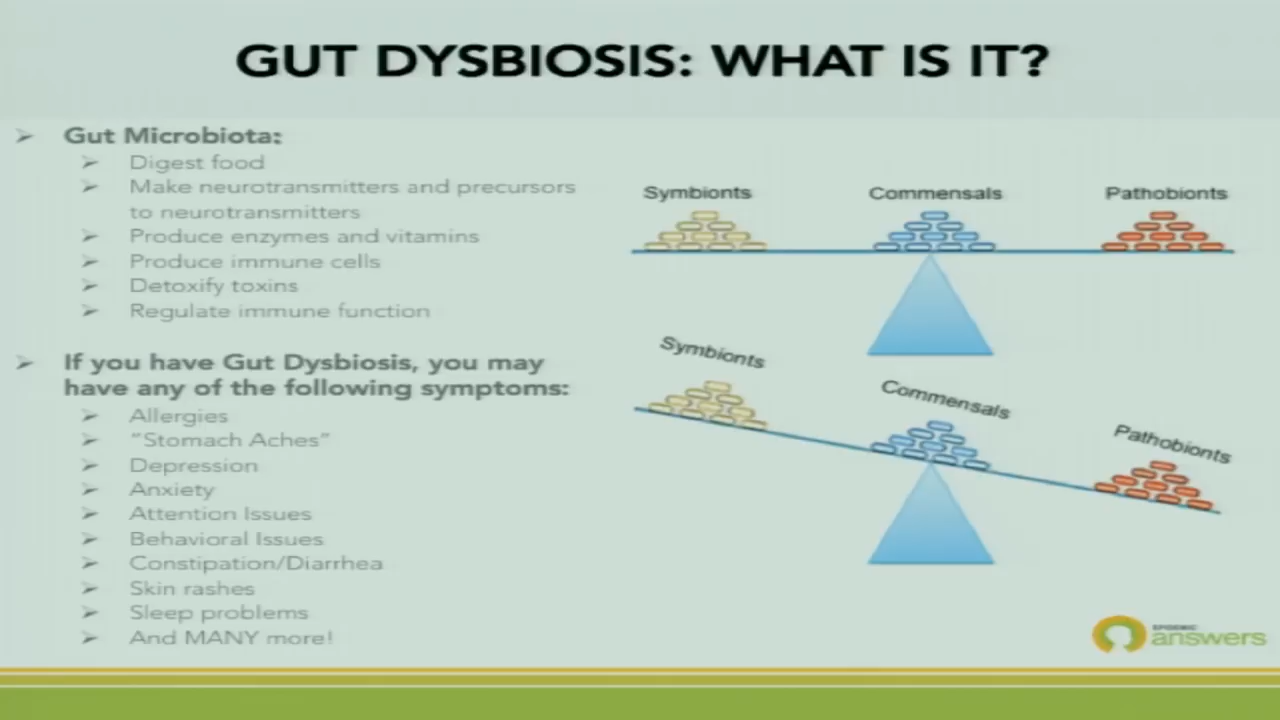 GUT DYSBIOSIS: WHAT IS IT?
Gut Microbiota:
Digest food
Make neurotransmitters and precursors
to neurotransmitters
Produce enzymes and vitamins
Produce immune cells
Detoxify toxins
Regulate immune function
If you have Gut Dysbiosis, you may
have any of the following symptoms:
Allergies
"Stomach Aches"
Depression
Anxiety
Attention Issues
Behavioral Issues
Constipation/Diarrhea
Skin rashes
Sleep problems
And MANY more!
Symbionts
Commensals
Pathobionts
Symbionts
Commensals
Pathobionts
EPIDEMIC
answers